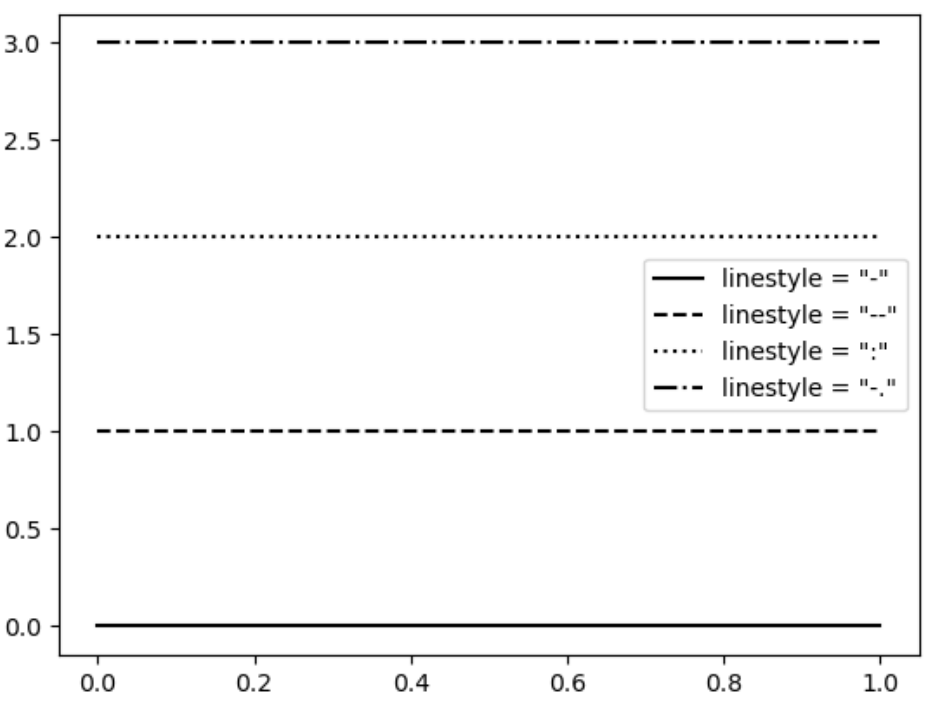 3.0
2.5
2.0
1.5
1.0
0.5
0.0
linestyle = "-"
linestyle = "--"
linestyle = ":"
linestyle = "-."
0.0 0.2 0.4 0.6 0.8 1.0